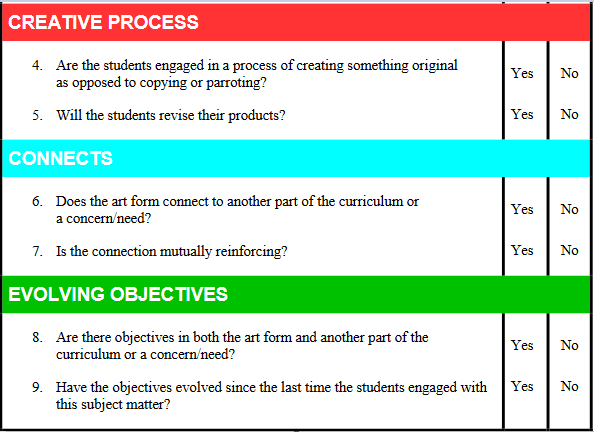 CREATIVE PROCESS
4. Are the students engaged in a process of creating something original
as opposed to copying or parroting?
Yes No
5. Will the students revise their products?
Yes No
CONNECTS
6. Does the art form connect to another part of the curriculum or
a concern/need?
Yes No
7. Is the connection mutually reinforcing?
Yes No
EVOLVING OBJECTIVES
8. Are there objectives in both the art form and another part of the
curriculum or a concern/need?
Yes No
9. Have the objectives evolved since the last time the students engaged with
this subject matter?
Yes No